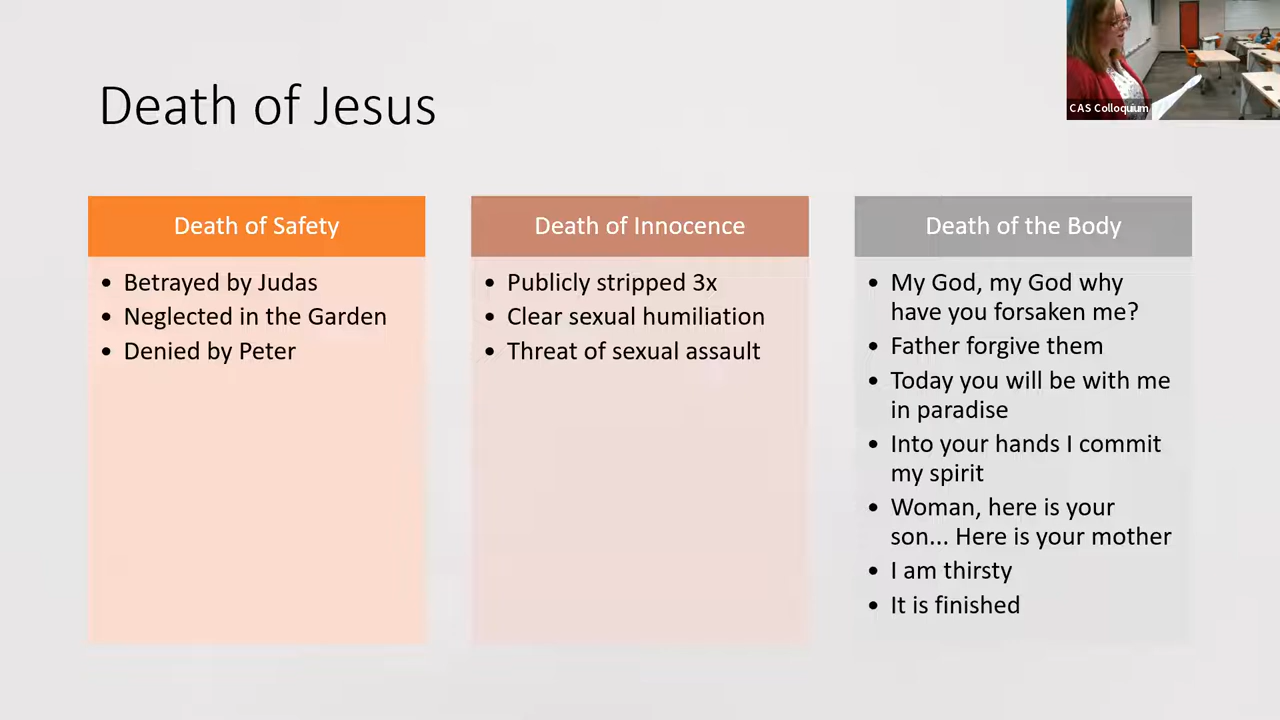 Death of Jesus
CAS Colloquium
Death of Safety
• Betrayed by Judas
• Neglected in the Garden
• Denied by Peter
Death of Innocence
• Publicly stripped 3x
• Clear sexual humiliation
• Threat of sexual assault
Death of the Body
• My God, my God why
have you forsaken me?
• Father forgive them
• Today you will be with me
in paradise
• Into your hands I commit
my spirit
• Woman, here is your
son... Here is your mother
• I am thirsty
• It is finished